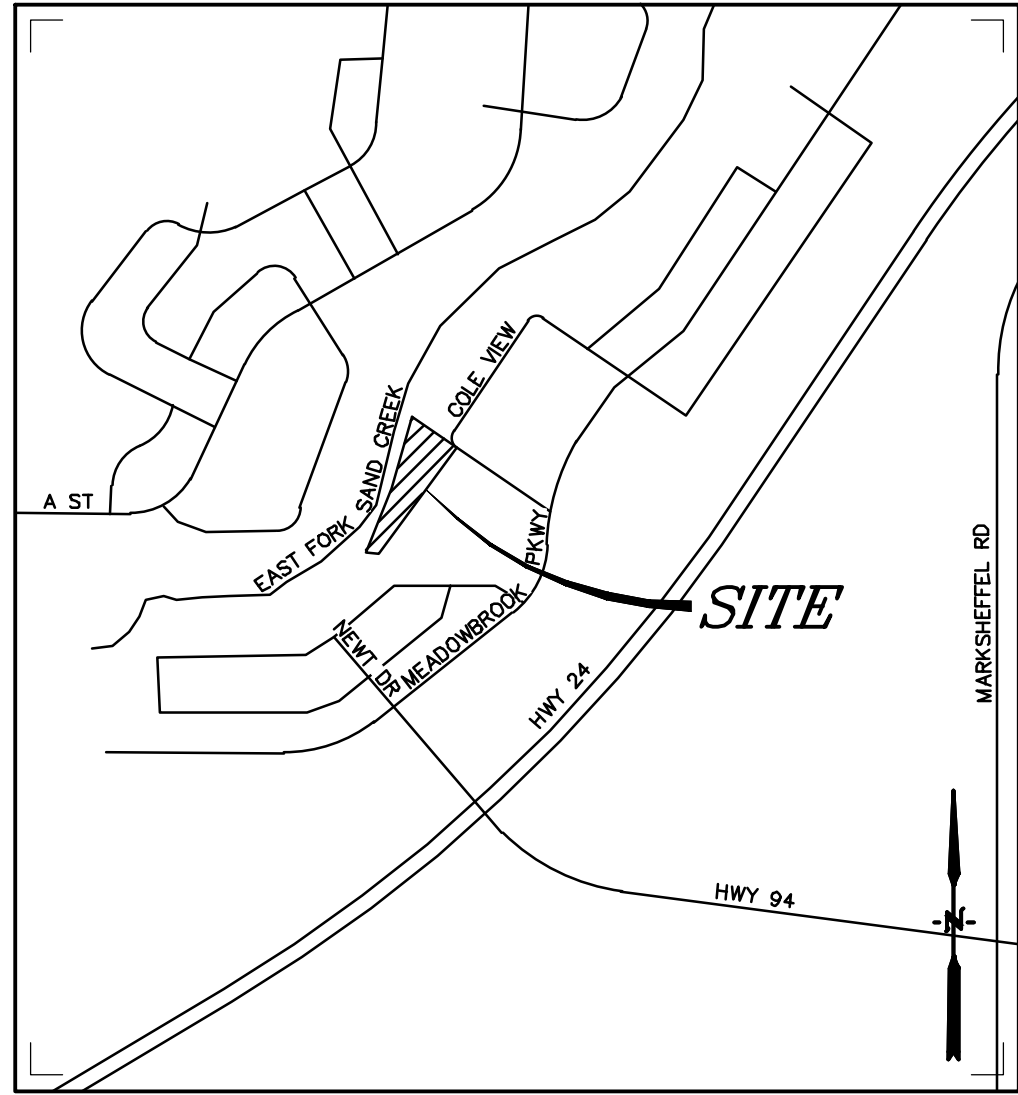 COLE VIEW
EAST FORK SAND CREEK
A ST
PKWY
MEADOWBROOK
SITE
NEWT DR
MARKSHEFFEL RD
HWY 24
HWY 94
N